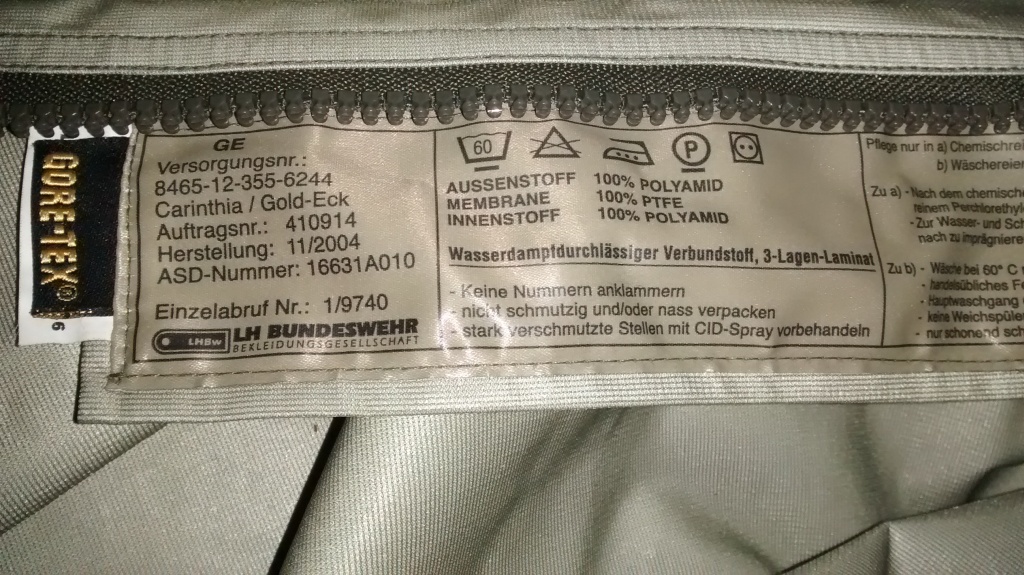 GORE-TEX®
6
GE
Versorgungsnr.:
8465-12-355-6244
Carinthia / Gold-Eck
Auftragsnr.: 410914
Herstellung: 11/2004
ASD-Nummer: 16631A010
Einzelabruf Nr.: 1/9740
LHBw LH BUNDESWEHR
BEKLEIDUNGSGESELLSCHAFT
60 P
AUSSENSTOFF 100% POLYAMID
MEMBRANE 100% PTFE
INNENSTOFF 100% POLYAMID
Wasserdampfdurchlässiger Verbundstoff, 3-Lagen-Laminat
- Keine Nummern anklammern
- nicht schmutzig und/oder nass verpacken
- stark verschmutzte Stellen mit CID-Spray vorbehandeln
Pflege nur in a) Chemischrei
b) Wäschereie
Zu a) - Nach dem chemische
reinem Perchlorethyl
- Zur Wasser- und Sch
nach zu imprägniere
Zu b) - Wäsche bei 60° C
handelsübliches Fe
- Hauptwaschgang
- keine Weichspüle
- nur schonend sch